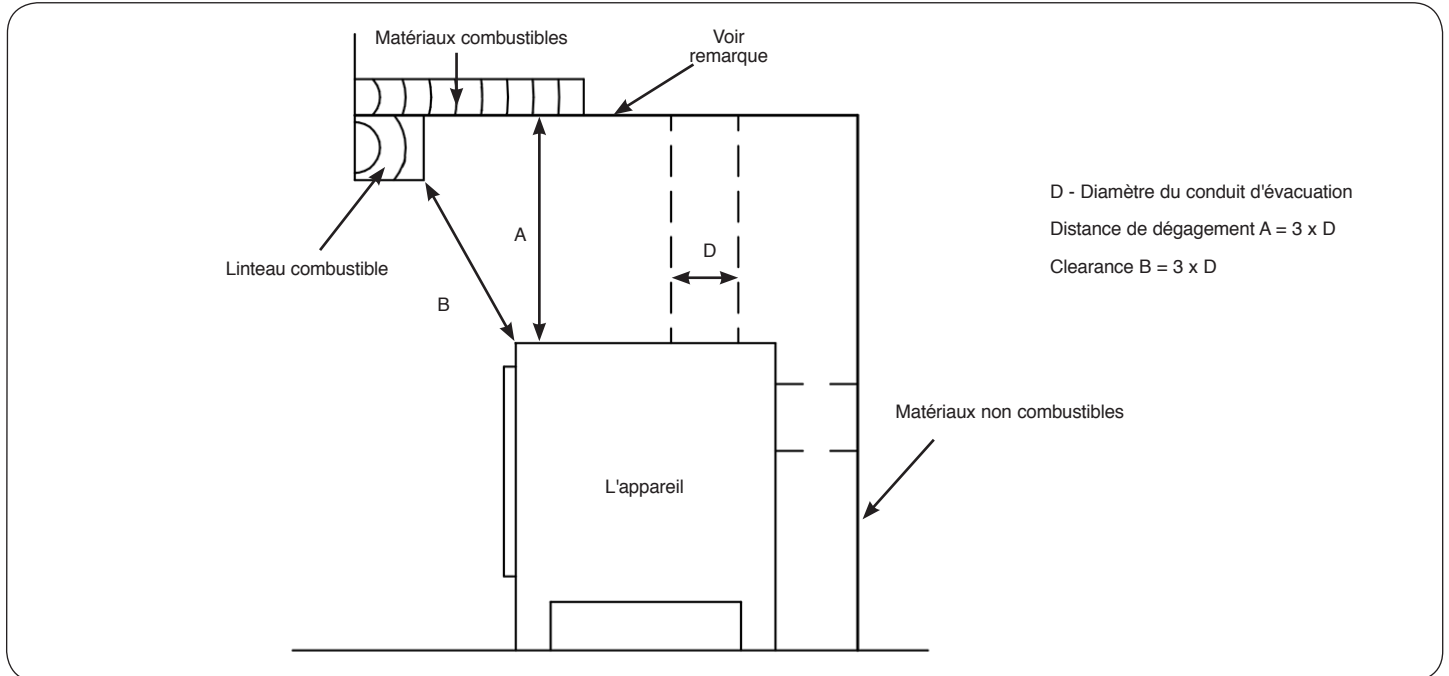 Matériaux combustibles
Voir
remarque
D - Diamètre du conduit d'évacuation
Distance de dégagement A = 3 x D
Clearance B = 3 x D
A
D
Linteau combustible
B
Matériaux non combustibles
L'appareil